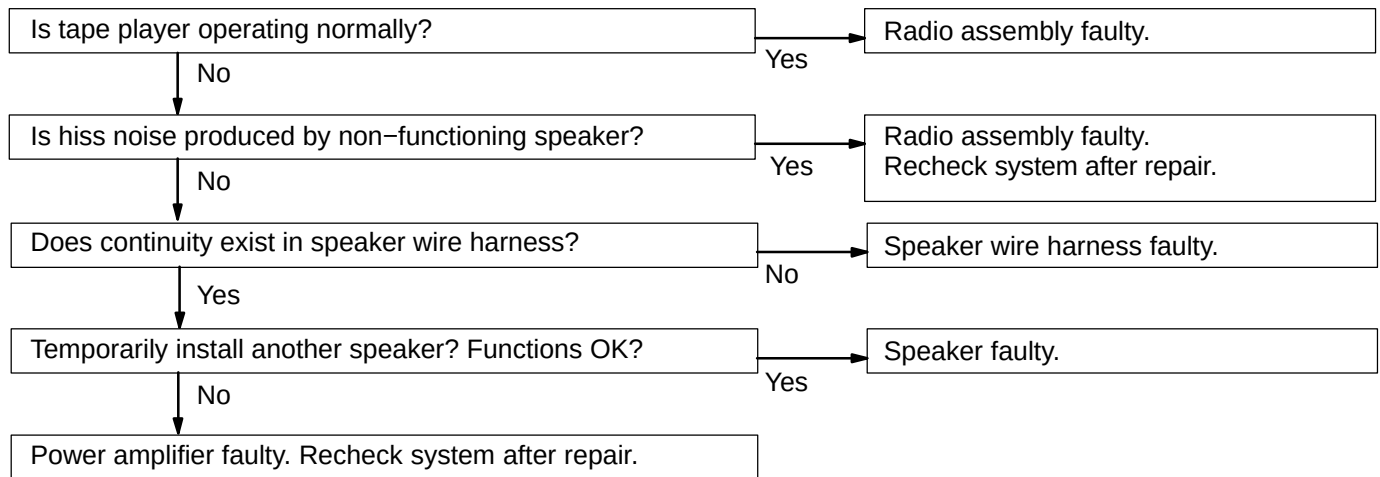 Is tape player operating normally?
Radio assembly faulty.
Yes
No
Is hiss noise produced by non−functioning speaker?
Radio assembly faulty.
Recheck system after repair.
Yes
No
Does continuity exist in speaker wire harness?
Speaker wire harness faulty.
No
Yes
Temporarily install another speaker? Functions OK?
Speaker faulty.
Yes
No
Power amplifier faulty. Recheck system after repair.